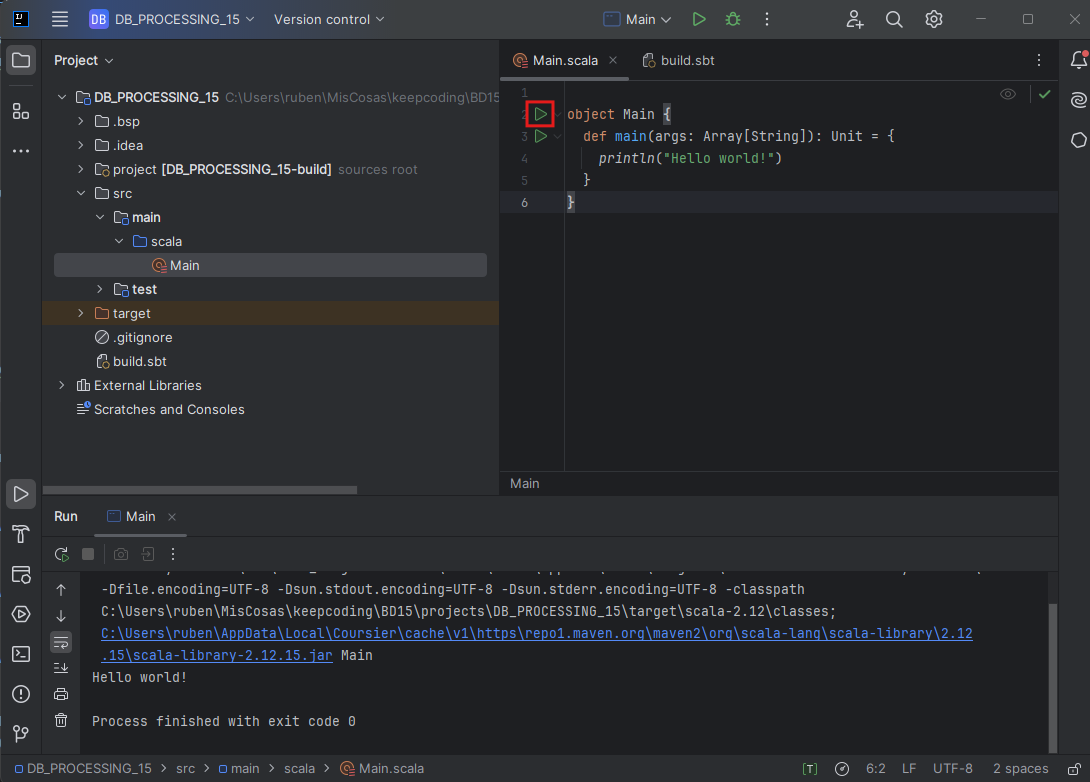 DB DB_PROCESSING_15 Version control Main
Project
Main.scala build.sbt
DB_PROCESSING_15 C:\Users\ruben\MisCosas\keepcoding\BD15
.bsp
.idea
project [DB_PROCESSING_15-build] sources root
src
main
scala
Main
test
target
.gitignore
build.sbt
External Libraries
Scratches and Consoles
1
2 object Main {
3 def main(args: Array[String]): Unit = {
4 println("Hello world!")
5 }
6 }
Main
Run Main
-Dfile.encoding=UTF-8 -Dsun.stdout.encoding=UTF-8 -Dsun.stderr.encoding=UTF-8 -classpath
C:\Users\ruben\MisCosas\keepcoding\BD15\projects\DB_PROCESSING_15\target\scala-2.12\classes;
C:\Users\ruben\AppData\Local\Coursier\cache\v1\https\repo1.maven.org\maven2\org\scala-lang\scala-library\2.12
.15\scala-library-2.12.15.jar Main
Hello world!
Process finished with exit code 0
DB_PROCESSING_15 > src > main > scala > Main.scala [T] 6:2 LF UTF-8 2 spaces